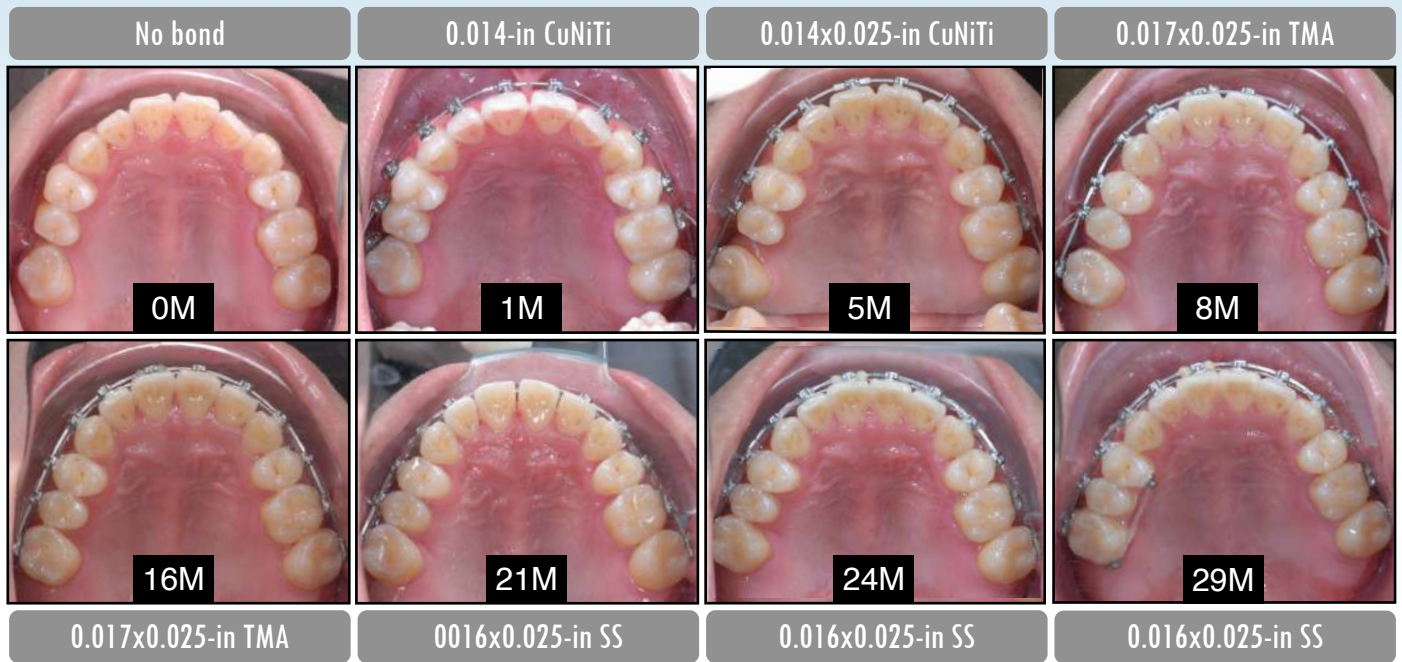 No bond
0.014-in CuNiTi
0.014x0.025-in CuNiTi
0.017x0.025-in TMA
0M
1M
5M
8M
16M
21M
24M
29M
0.017x0.025-in TMA
0016x0.025-in SS
0.016x0.025-in SS
0.016x0.025-in SS